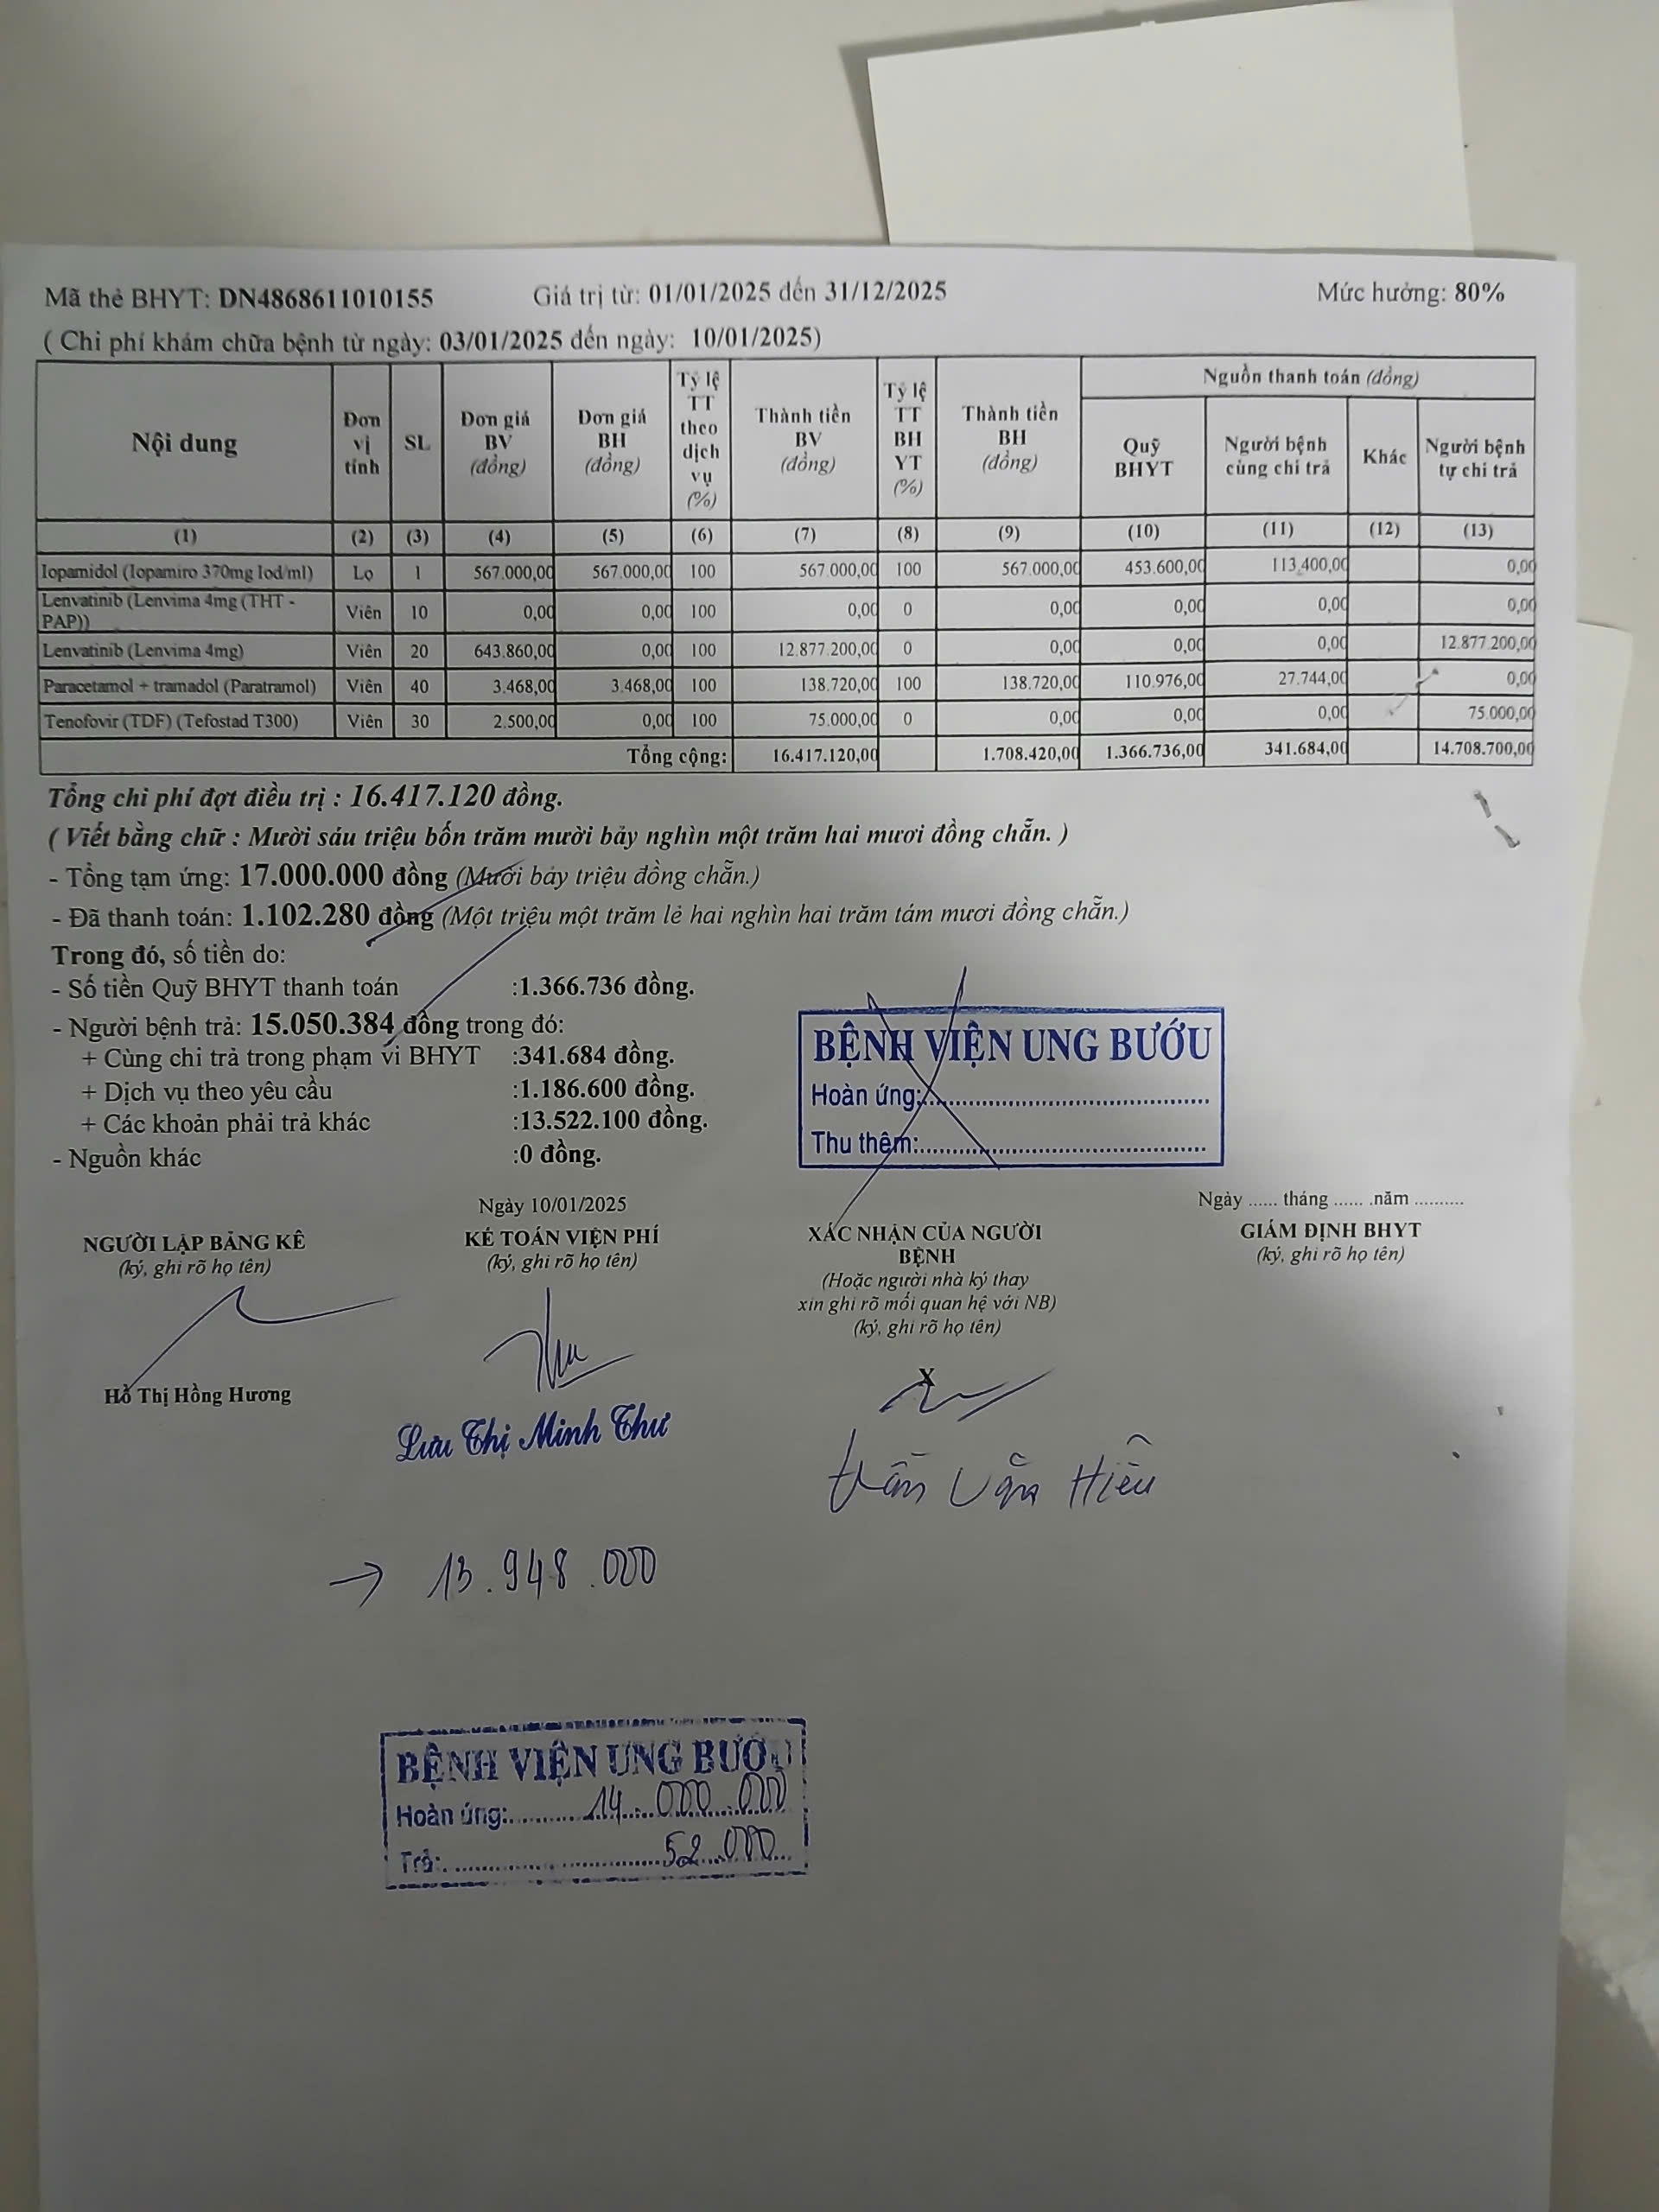 Mã thẻ BHYT: DN4868611010155 Giá trị từ: 01/01/2025 đến 31/12/2025 Mức hưởng: 80%
( Chi phí khám chữa bệnh từ ngày: 03/01/2025 đến ngày: 10/01/2025)
Nội dung | Đơn vị tính | SL | Đơn giá BV (đồng) | Đơn giá BH (đồng) | Tỷ lệ TT theo dịch vụ (%) | Thành tiền BV (đồng) | Tỷ lệ TT BHYT (%) | Thành tiền BH (đồng) | Nguồn thanh toán (đồng)
Quỹ BHYT | Người bệnh cùng chi trả | Khác | Người bệnh tự chi trả
(1) (2) (3) (4) (5) (6) (7) (8) (9) (10) (11) (12) (13)
Iopamidol (Iopamiro 370mg Iod/ml) Lọ 1 567.000,00 567.000,00 100 567.000,00 100 567.000,00 453.600,00 113.400,00 0,00
Lenvatinib (Lenvima 4mg (THT - PAP)) Viên 10 0,00 0,00 100 0,00 0 0,00 0,00 0,00 0,00
Lenvatinib (Lenvima 4mg) Viên 20 643.860,00 0,00 100 12.877.200,00 0 0,00 0,00 0,00 12.877.200,00
Paracetamol + tramadol (Paratramol) Viên 40 3.468,00 3.468,00 100 138.720,00 100 138.720,00 110.976,00 27.744,00 0,00
Tenofovir (TDF) (Tefostad T300) Viên 30 2.500,00 0,00 100 75.000,00 0 0,00 0,00 0,00 75.000,00
Tổng cộng: 16.417.120,00 1.708.420,00 1.366.736,00 341.684,00 14.708.700,00
Tổng chi phí đợt điều trị : 16.417.120 đồng.
( Viết bằng chữ : Mười sáu triệu bốn trăm mười bảy nghìn một trăm hai mươi đồng chẵn. )
- Tổng tạm ứng: 17.000.000 đồng (Mười bảy triệu đồng chẵn.)
- Đã thanh toán: 1.102.280 đồng (Một triệu một trăm lẻ hai nghìn hai trăm tám mươi đồng chẵn.)
Trong đó, số tiền do:
- Số tiền Quỹ BHYT thanh toán :1.366.736 đồng.
- Người bệnh trả: 15.050.384 đồng trong đó:
+ Cùng chi trả trong phạm vi BHYT :341.684 đồng.
+ Dịch vụ theo yêu cầu :1.186.600 đồng.
+ Các khoản phải trả khác :13.522.100 đồng.
- Nguồn khác :0 đồng.
BỆNH VIỆN UNG BƯỚU
Hoàn ứng:
Thu thêm:
Ngày 10/01/2025
Ngày ...... tháng ...... .năm ..........
NGƯỜI LẬP BẢNG KÊ
(ký, ghi rõ họ tên)
Hồ Thị Hồng Hương
KẾ TOÁN VIỆN PHÍ
(ký, ghi rõ họ tên)
Thu
Lưu Thị Minh Thư
XÁC NHẬN CỦA NGƯỜI
BỆNH
(Hoặc người nhà ký thay
xin ghi rõ mối quan hệ với NB)
(ký, ghi rõ họ tên)
X
trần Văn Hiếu
GIÁM ĐỊNH BHYT
(ký, ghi rõ họ tên)
→ 13.948.000
BỆNH VIỆN UNG BƯỚU
Hoàn ứng: 14.000.000
Trả: 52.000